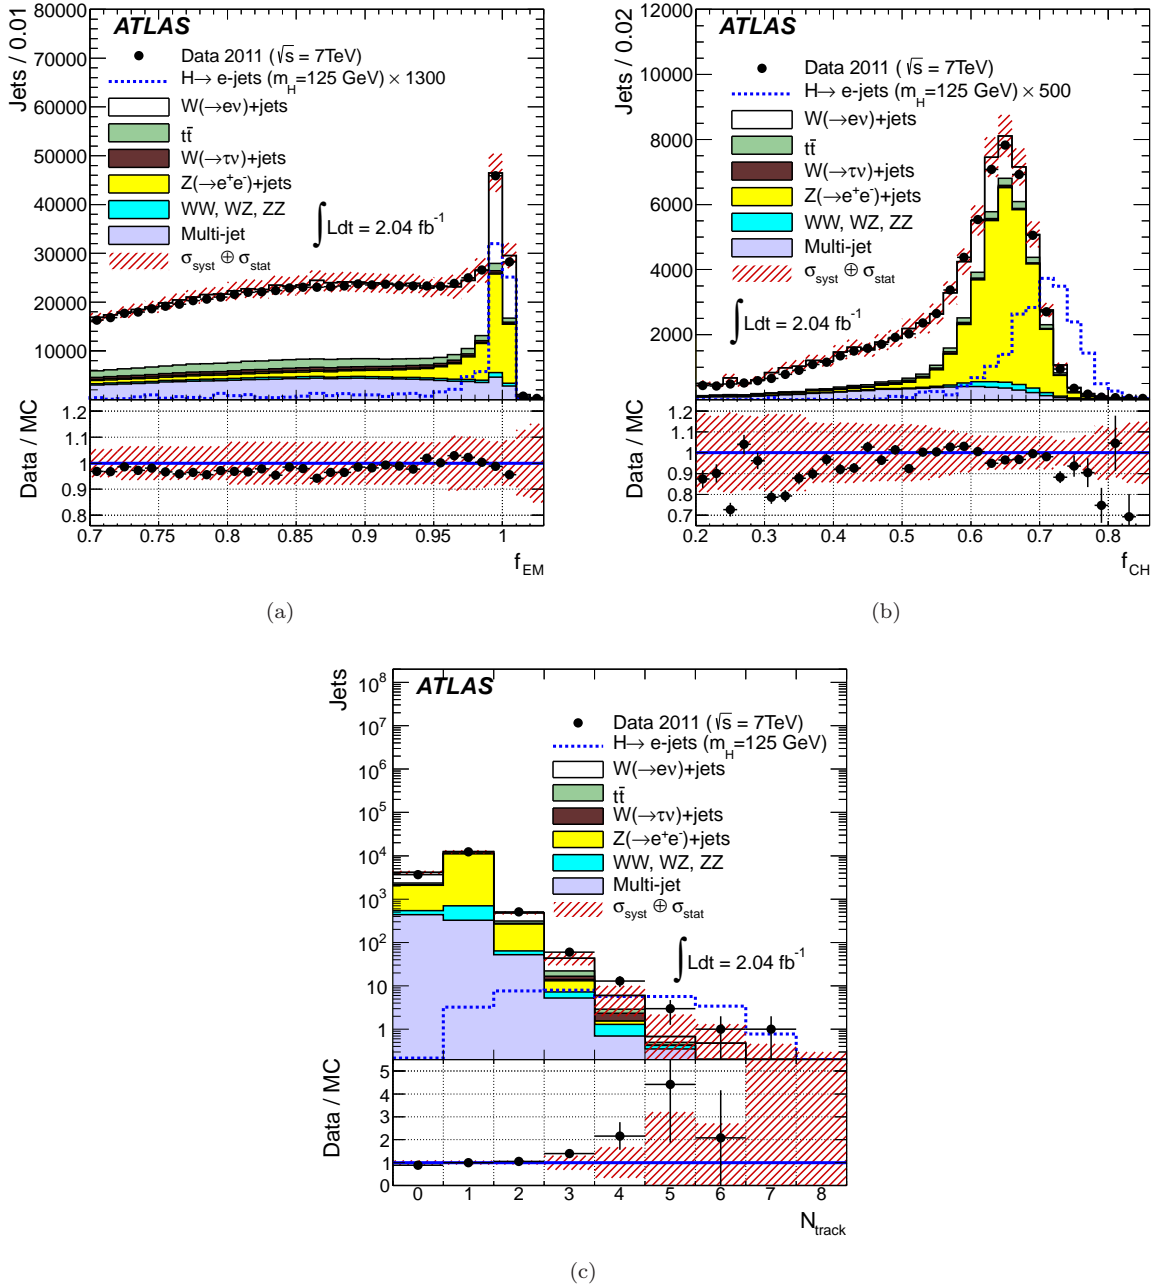 Jets / 0.01
80000
70000
60000
50000
40000
30000
20000
10000
ATLAS
Data 2011 (√s = 7TeV)
H→ e-jets (m_H=125 GeV) × 1300
W(→eν)+jets
tt̄
W(→τν)+jets
Z(→e⁺e⁻)+jets
WW, WZ, ZZ
Multi-jet
σ_syst ⊕ σ_stat
∫Ldt = 2.04 fb⁻¹
Data / MC
1.2
1.1
1
0.9
0.8
0.7 0.75 0.8 0.85 0.9 0.95 1
f_EM
(a)
Jets / 0.02
12000
10000
8000
6000
4000
2000
ATLAS
Data 2011 (√s = 7TeV)
H→ e-jets (m_H=125 GeV) × 500
W(→eν)+jets
tt̄
W(→τν)+jets
Z(→e⁺e⁻)+jets
WW, WZ, ZZ
Multi-jet
σ_syst ⊕ σ_stat
∫Ldt = 2.04 fb⁻¹
Data / MC
1.2
1.1
1
0.9
0.8
0.7
0.2 0.3 0.4 0.5 0.6 0.7 0.8
f_CH
(b)
Jets
10⁸
10⁷
10⁶
10⁵
10⁴
10³
10²
10
1
ATLAS
Data 2011 (√s = 7TeV)
H→ e-jets (m_H=125 GeV)
W(→eν)+jets
tt̄
W(→τν)+jets
Z(→e⁺e⁻)+jets
WW, WZ, ZZ
Multi-jet
σ_syst ⊕ σ_stat
∫Ldt = 2.04 fb⁻¹
Data / MC
5
4
3
2
1
0
0 1 2 3 4 5 6 7 8
N_track
(c)